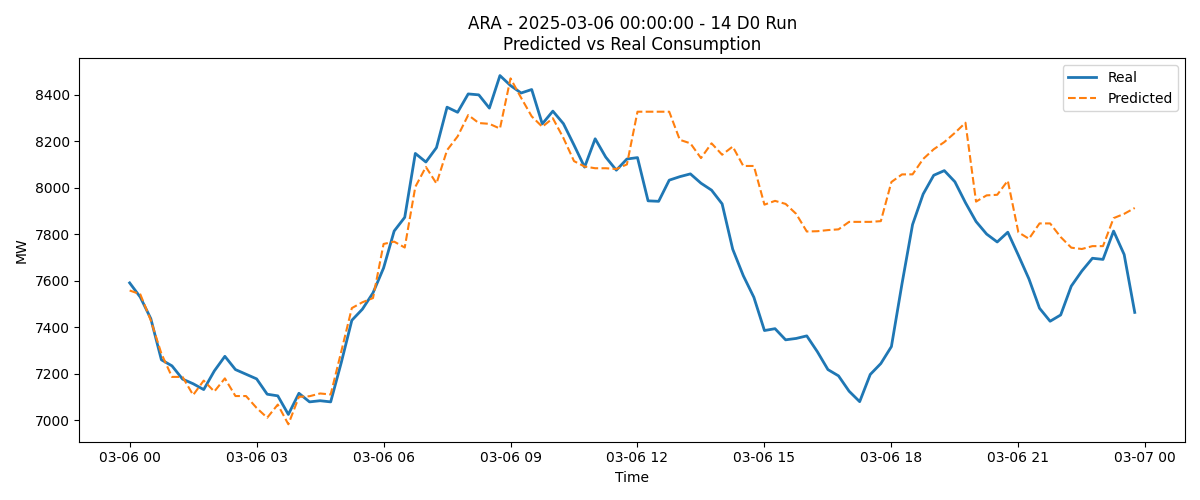 ARA - 2025-03-06 00:00:00 - 14 D0 Run
Predicted vs Real Consumption
Real
Predicted
MW
8400
8200
8000
7800
7600
7400
7200
7000
03-06 00
03-06 03
03-06 06
03-06 09
03-06 12
03-06 15
03-06 18
03-06 21
03-07 00
Time